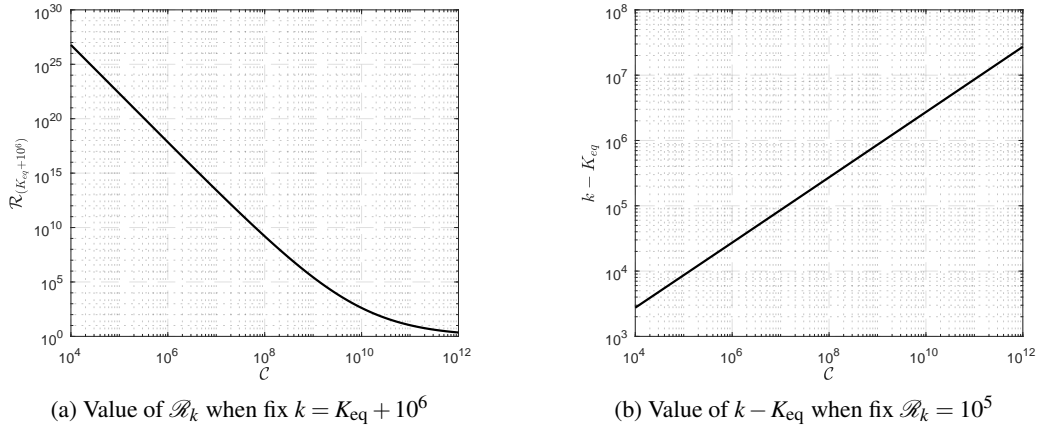 10^30
10^25
10^20
10^15
10^10
10^5
10^0
𝓡_(K_eq+10^6)
10^4 10^6 10^8 10^10 10^12
𝒞
(a) Value of 𝓡_k when fix k = K_eq + 10^6
10^8
10^7
10^6
10^5
10^4
10^3
k − K_eq
10^4 10^6 10^8 10^10 10^12
𝒞
(b) Value of k − K_eq when fix 𝓡_k = 10^5